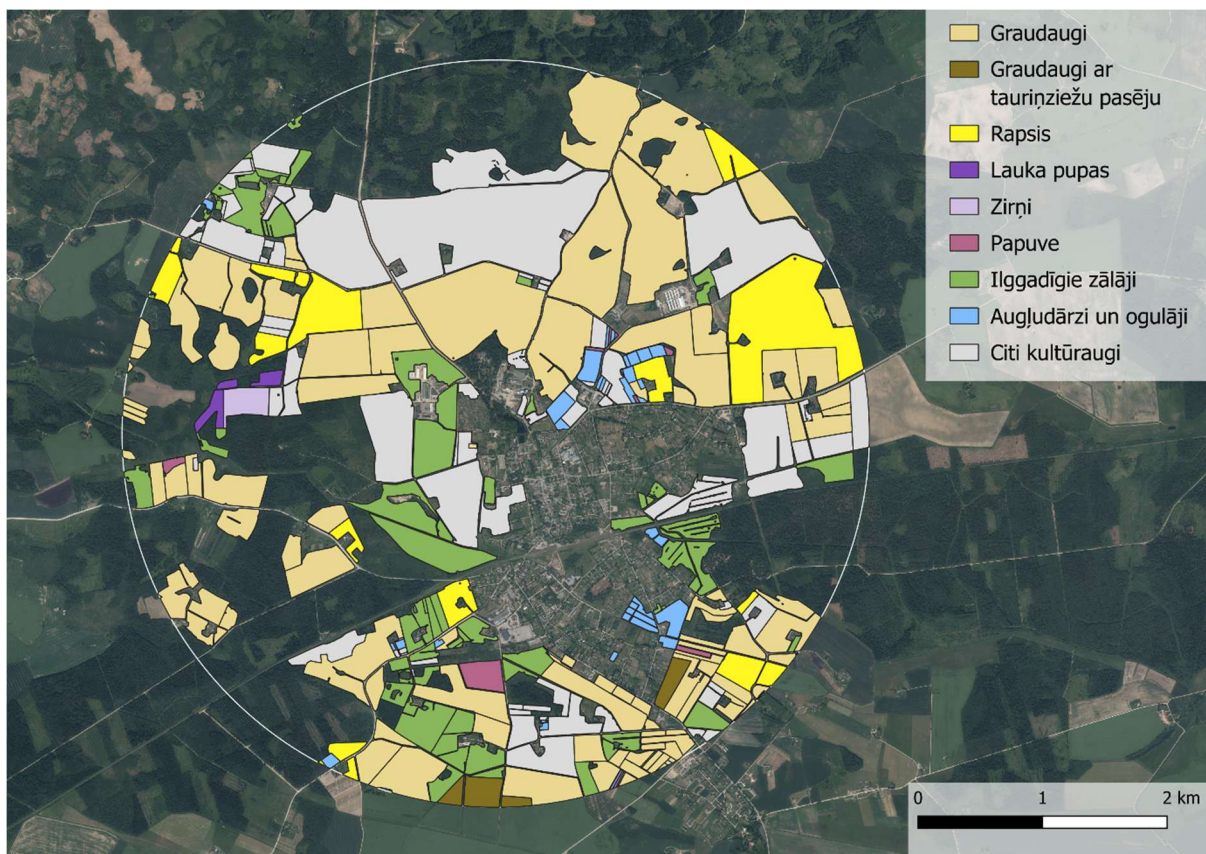 Graudaugi
Graudaugi ar
tauriņziežu pasēju
Rapsis
Lauka pupas
Zirņi
Papuve
Ilggadīgie zālāji
Augļudārzi un ogulāji
Citi kultūraugi
0 1 2 km